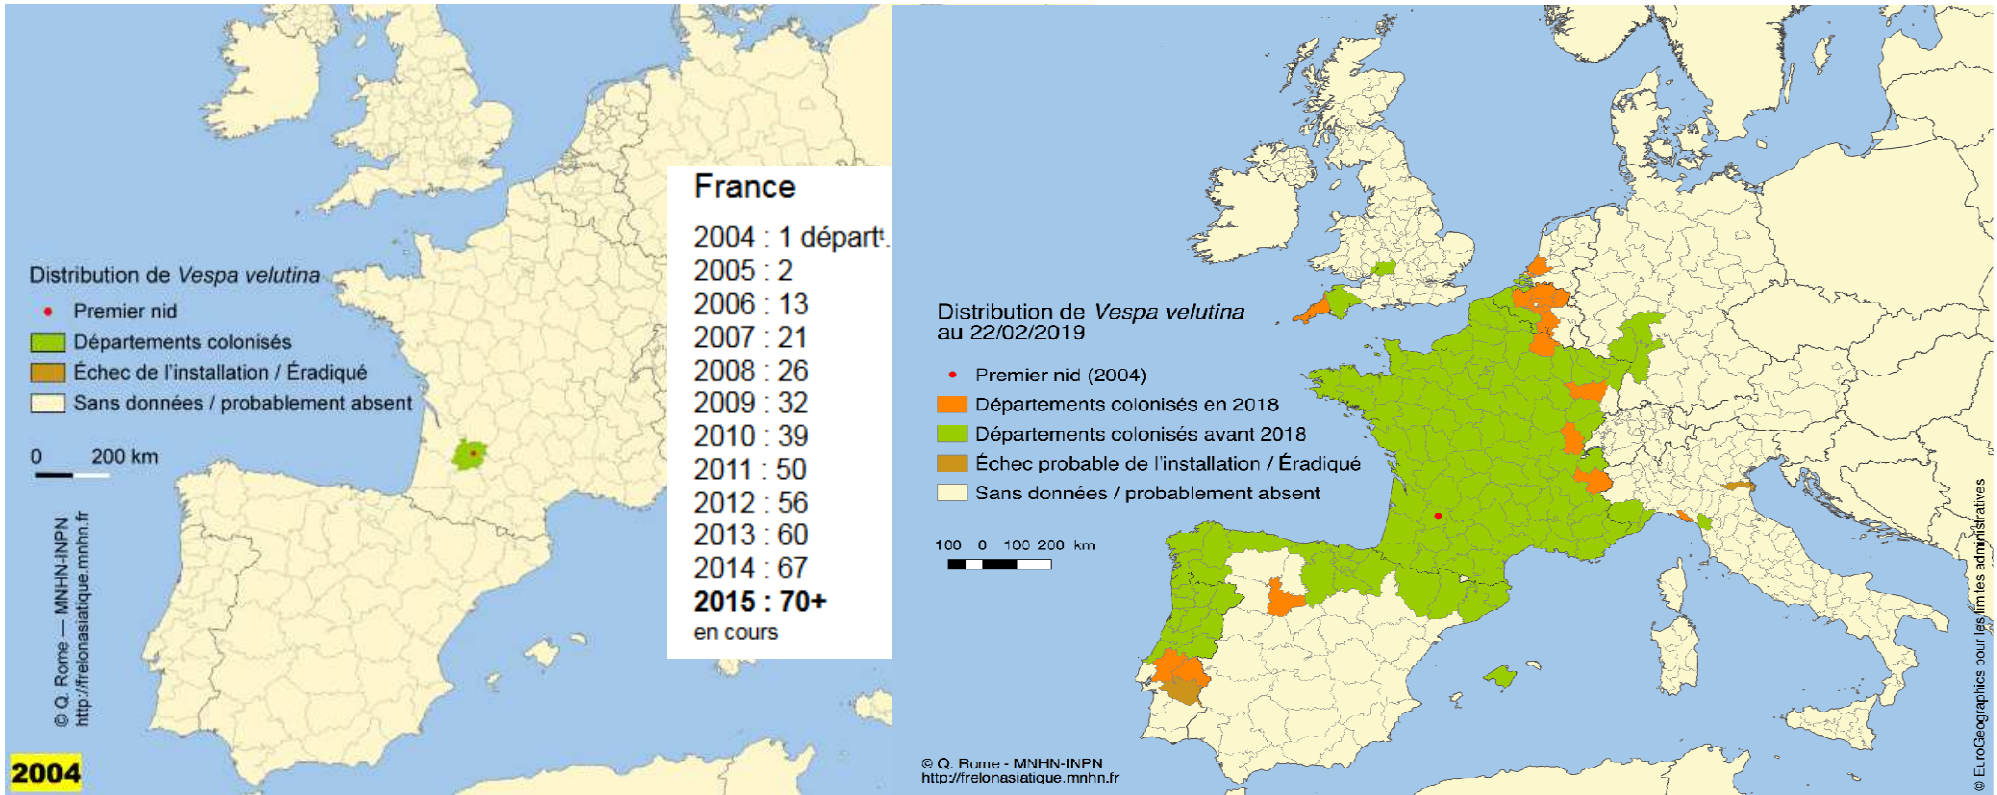 Distribution de Vespa velutina
Premier nid
Départements colonisés
Échec de l'installation / Éradiqué
Sans données / probablement absent
0 200 km
© Q. Rome — MNHN-INPN
http://frelonasiatique.mnhn.fr
2004
France
2004 : 1 départᵗ.
2005 : 2
2006 : 13
2007 : 21
2008 : 26
2009 : 32
2010 : 39
2011 : 50
2012 : 56
2013 : 60
2014 : 67
2015 : 70+
en cours
Distribution de Vespa velutina
au 22/02/2019
Premier nid (2004)
Départements colonisés en 2018
Départements colonisés avant 2018
Échec probable de l'installation / Éradiqué
Sans données / probablement absent
100 0 100 200 km
© Q. Rome - MNHN-INPN
http://frelonasiatique.mnhn.fr
© EuroGeographics pour les limites administratives